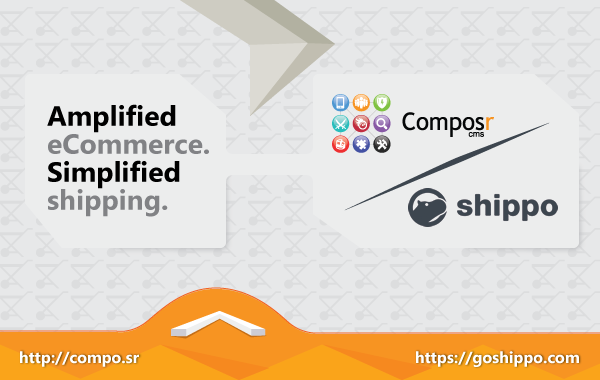 Amplified
eCommerce.
Simplified
shipping.
Composr
cms
shippo
http://compo.sr
https://goshippo.com